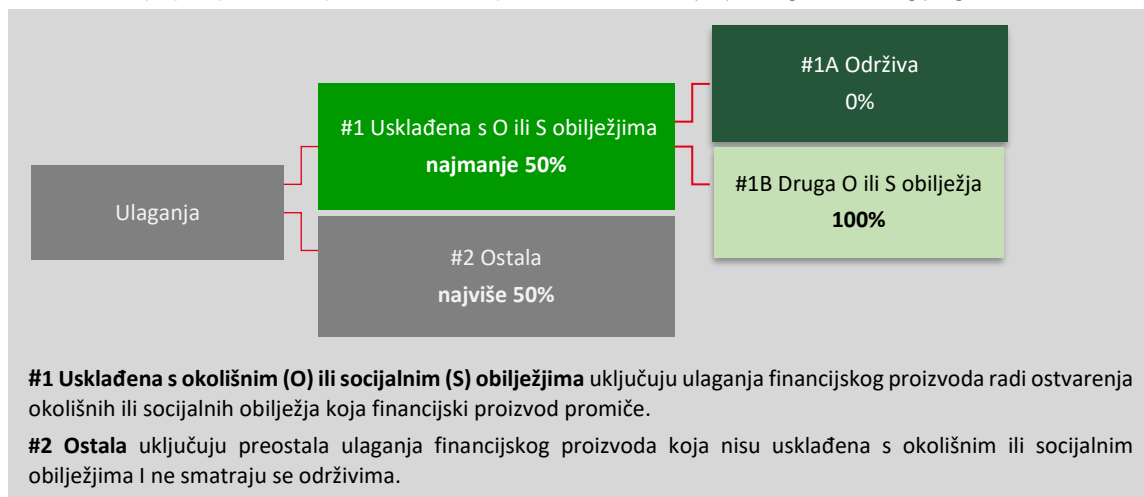 #1A Održiva
0%
#1 Usklađena s O ili S obilježjima
najmanje 50%
#1B Druga O ili S obilježja
100%
Ulaganja
#2 Ostala
najviše 50%
#1 Usklađena s okolišnim (O) ili socijalnim (S) obilježjima uključuju ulaganja financijskog proizvoda radi ostvarenja
okolišnih ili socijalnih obilježja koja financijski proizvod promiče.
#2 Ostala uključuju preostala ulaganja financijskog proizvoda koja nisu usklađena s okolišnim ili socijalnim
obilježjima I ne smatraju se održivima.